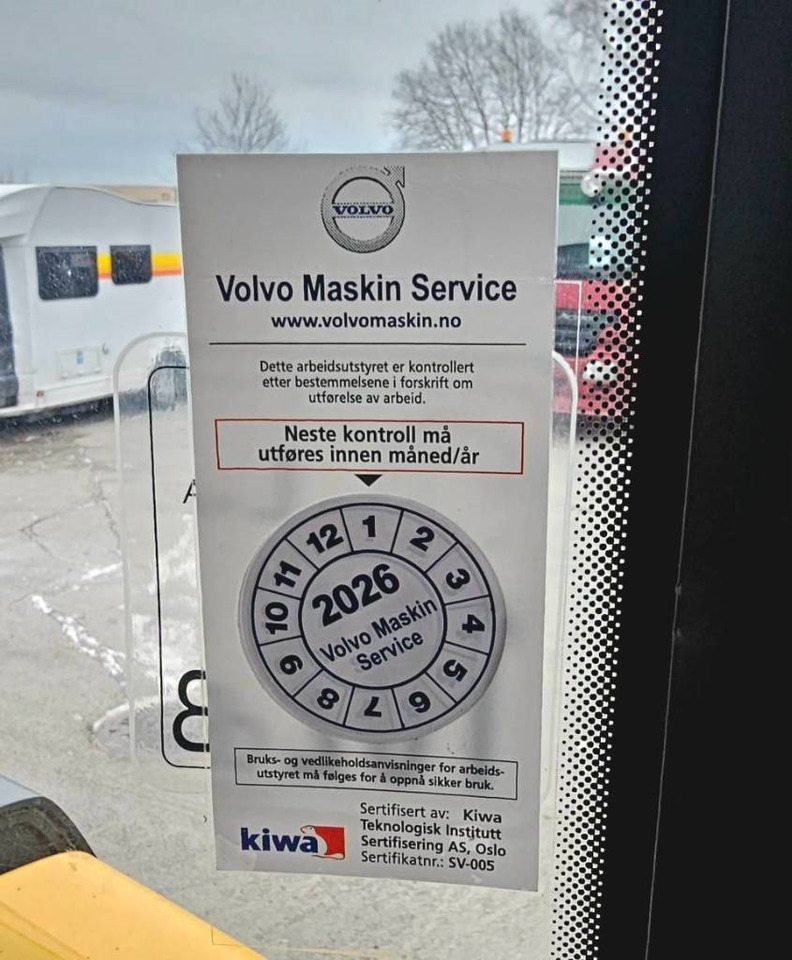 VOLVO
Volvo Maskin Service
www.volvomaskin.no
Dette arbeidsutstyret er kontrollert
etter bestemmelsene i forskrift om
utførelse av arbeid.
Neste kontroll må
utføres innen måned/år
1
2
3
4
5
6
7
8
9
10
11
12
2026
Volvo Maskin
Service
Bruks- og vedlikeholdsanvisninger for arbeids-
utstyret må følges for å oppnå sikker bruk.
kiwa
Sertifisert av: Kiwa
Teknologisk Institutt
Sertifisering AS, Oslo
Sertifikatnr.: SV-005